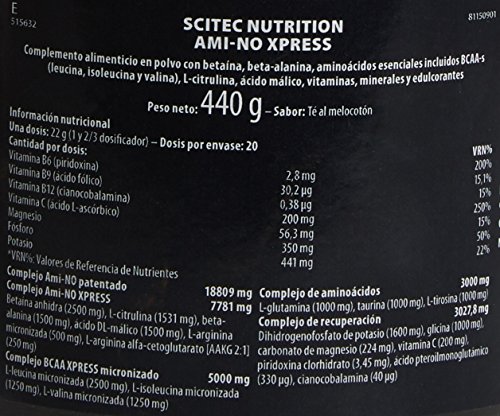 E
515632
81150901
SCITEC NUTRITION
AMI-NO XPRESS
Complemento alimenticio en polvo con betaína, beta-alanina, aminoácidos esenciales incluidos BCAA-s
(leucina, isoleucina y valina), L-citrulina, ácido málico, vitaminas, minerales y edulcorantes
Peso neto: 440 g – Sabor: Té al melocotón
Información nutricional
Una dosis: 22 g (1 y 2/3 dosificador) – Dosis por envase: 20
Cantidad por dosis: VRN%
Vitamina B6 (piridoxina) 2,8 mg 200%
Vitamina B9 (ácido fólico) 30,2 µg 15,1%
Vitamina B12 (cianocobalamina) 0,38 µg 15%
Vitamina C (ácido L-ascórbico) 200 mg 250%
Magnesio 56,3 mg 15%
Fósforo 350 mg 50%
Potasio 441 mg 22%
*VRN%: Valores de Referencia de Nutrientes
Complejo Ami-NO patentado 18809 mg
Complejo Ami-NO XPRESS 7781 mg
Betaína anhidra (2500 mg), L-citrulina (1531 mg), beta-
alanina (1500 mg), ácido DL-málico (1500 mg), L-arginina
micronizada (500 mg), L-arginina alfa-cetoglutarato [AAKG 2:1]
(250 mg)
Complejo BCAA XPRESS micronizado 5000 mg
L-leucina micronizada (2500 mg), L-isoleucina micronizada
(1250 mg), L-valina micronizada (1250 mg)
Complejo de aminoácidos 3000 mg
L-glutamina (1000 mg), taurina (1000 mg), L-tirosina (1000 mg)
Complejo de recuperación 3027,8 mg
Dihidrogenofosfato de potasio (1600 mg), glicina (1000 mg),
carbonato de magnesio (224 mg), vitamina C (200 mg),
piridoxina clorhidrato (3,45 mg), ácido pteroilmonoglutámico
(330 µg), cianocobalamina (40 µg)